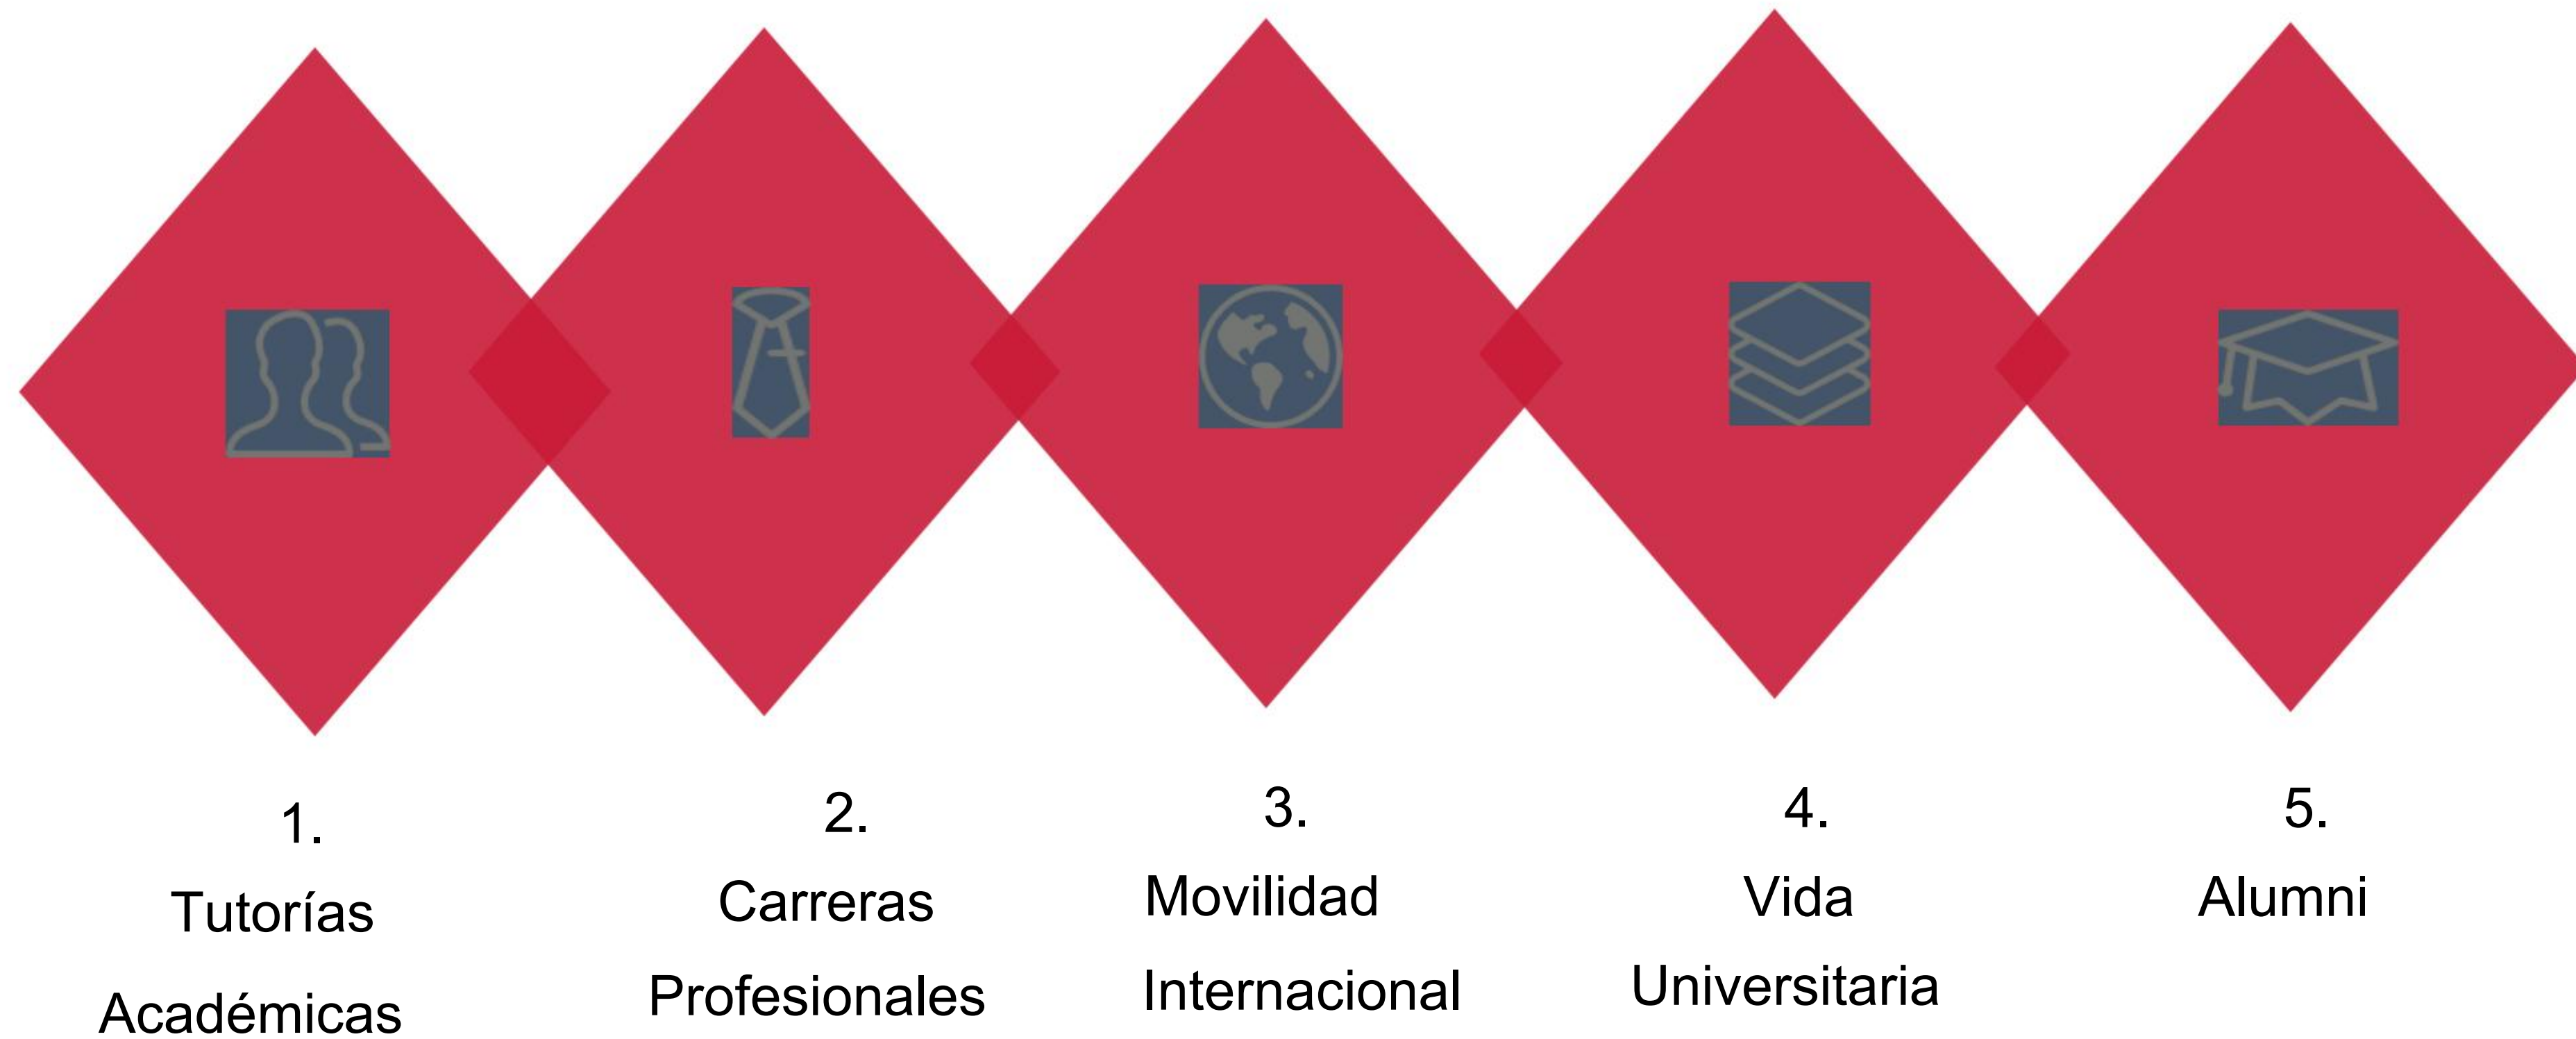 1.
Tutorías
Académicas
2.
Carreras
Profesionales
3.
Movilidad
Internacional
4.
Vida
Universitaria
5.
Alumni